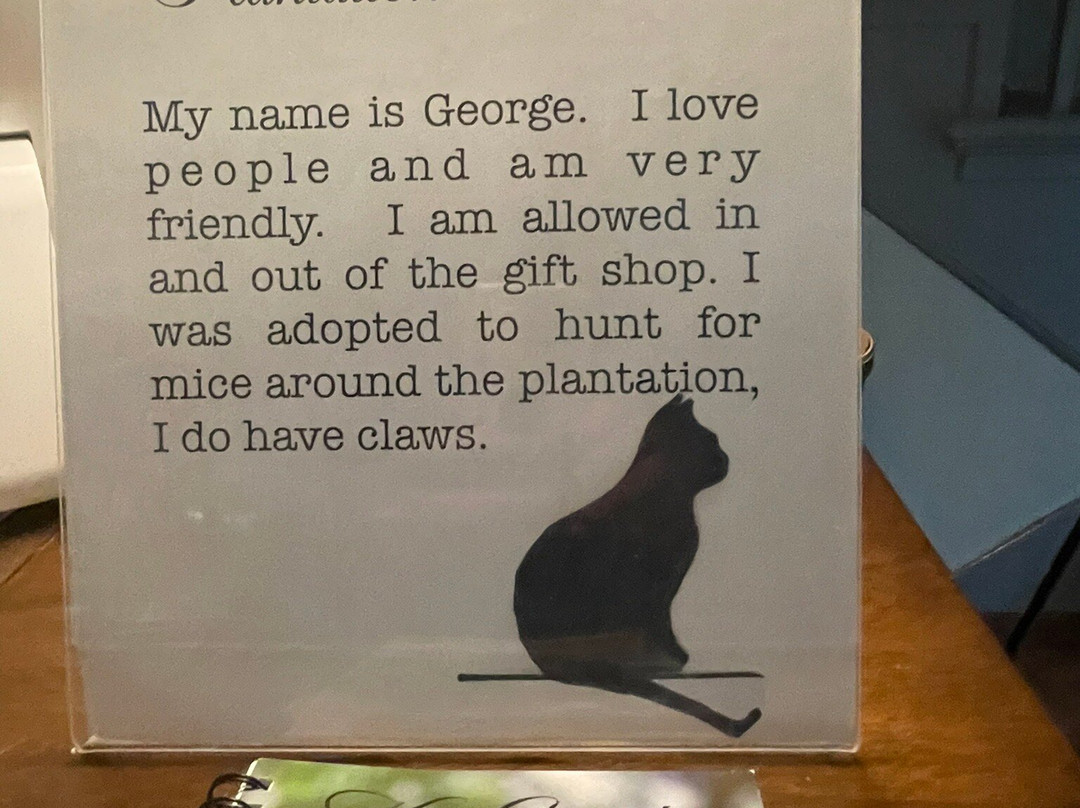 My name is George. I love
people and am very
friendly. I am allowed in
and out of the gift shop. I
was adopted to hunt for
mice around the plantation,
I do have claws.